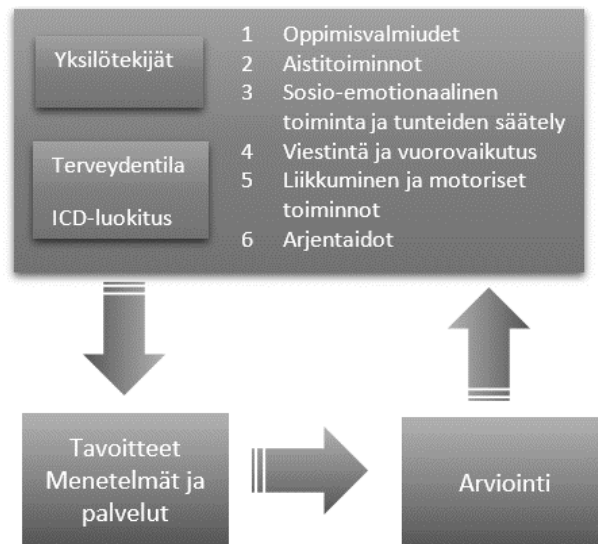 Yksilötekijät
Terveydentila
ICD-luokitus
1 Oppimisvalmiudet
2 Aistitoiminnot
3 Sosio-emotionaalinen
toiminta ja tunteiden säätely
4 Viestintä ja vuorovaikutus
5 Liikkuminen ja motoriset
toiminnot
6 Arjentaidot
Tavoitteet
Menetelmät ja
palvelut
Arviointi